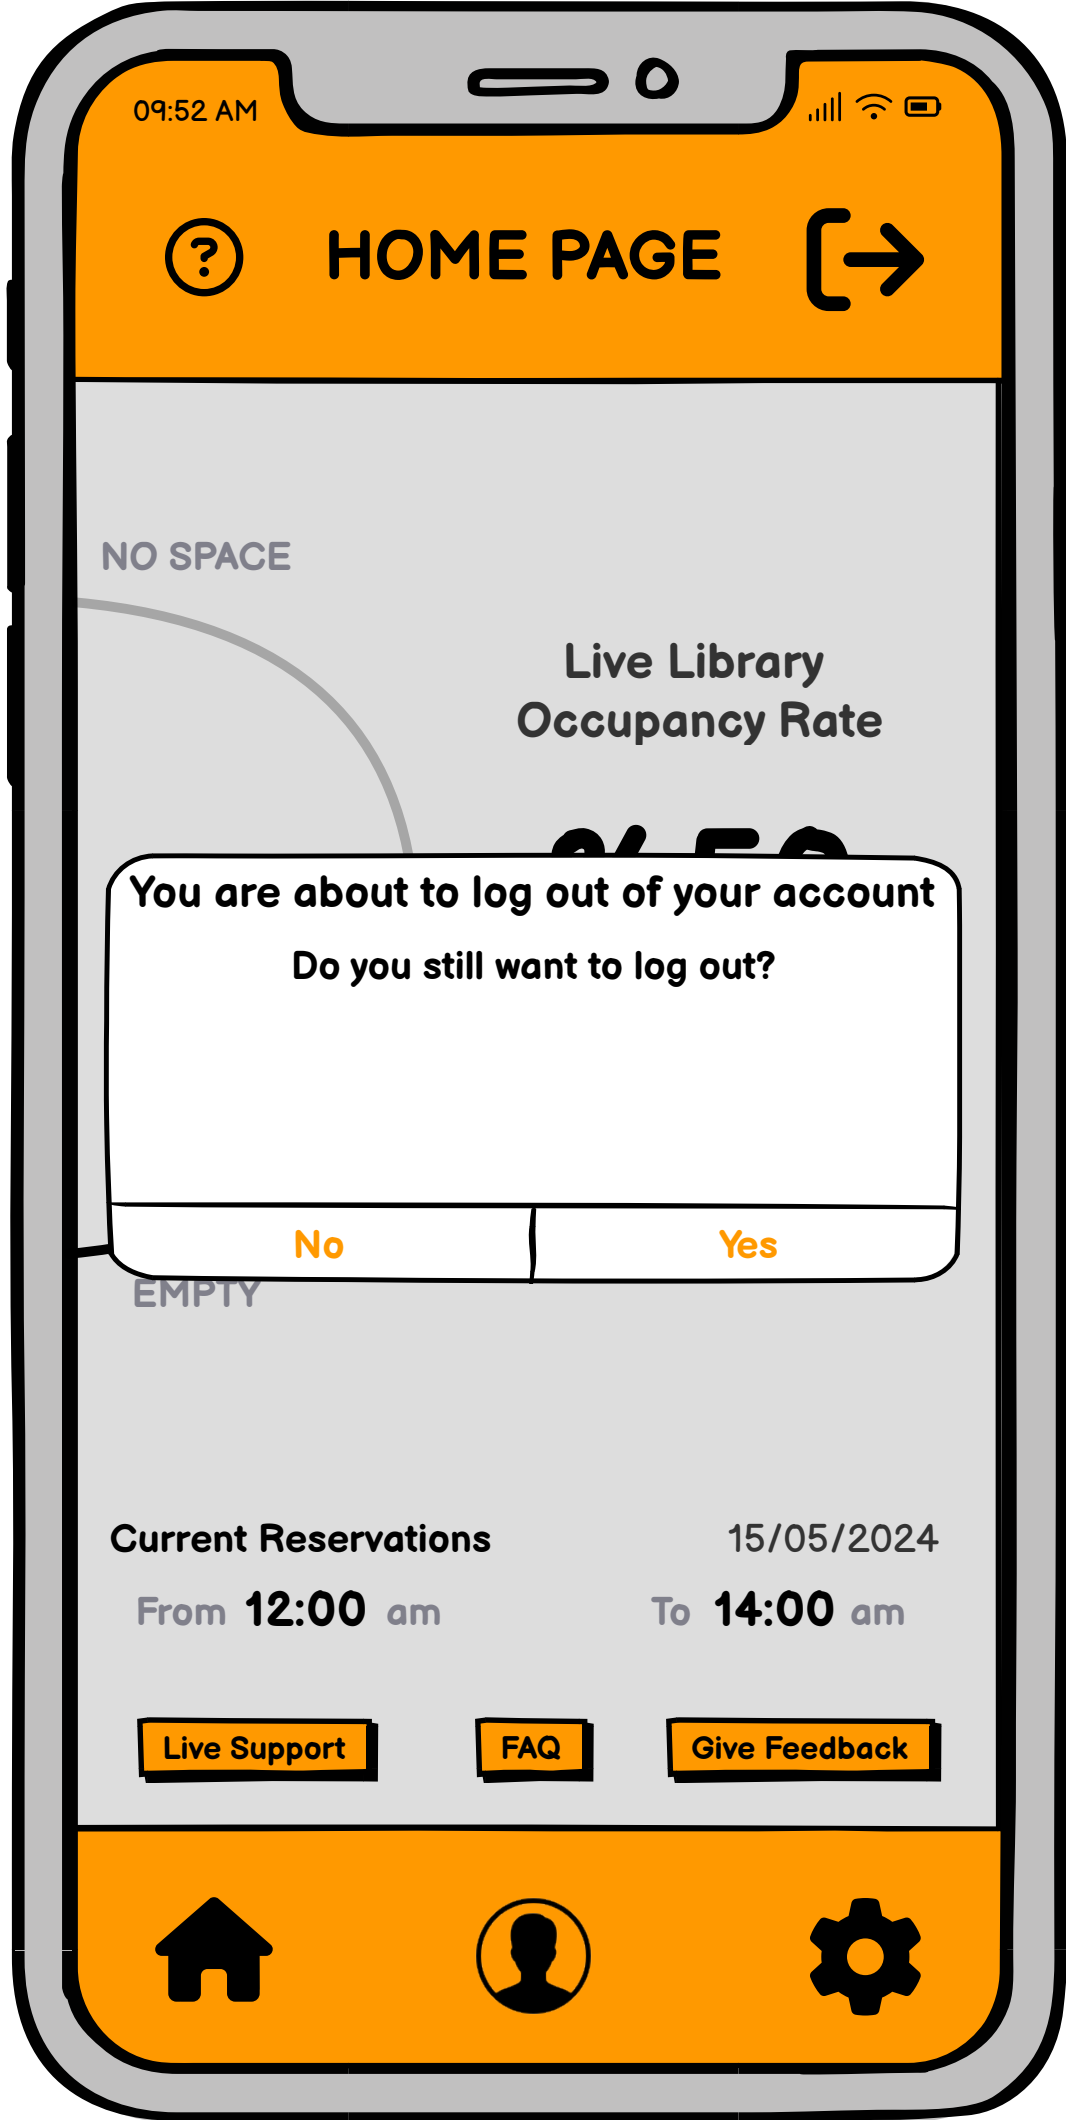 09:52 AM
HOME PAGE
NO SPACE
Live Library
Occupancy Rate
You are about to log out of your account
Do you still want to log out?
No Yes
EMPTY
Current Reservations 15/05/2024
From 12:00 am To 14:00 am
Live Support FAQ Give Feedback